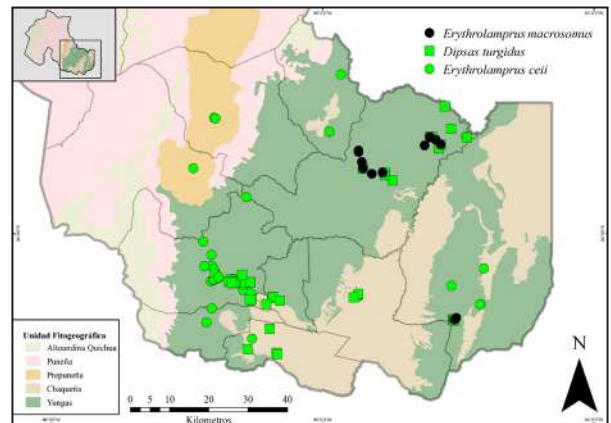 Erythrolamprus macrosomus
Dipsas turgidus
Erythrolamprus ceii
Unidad Fitogeográfica
Altoandina Quichua
Puneña
Prepuneña
Chaqueña
Yungas
N
0 5 10 20 30 40
Kilometros